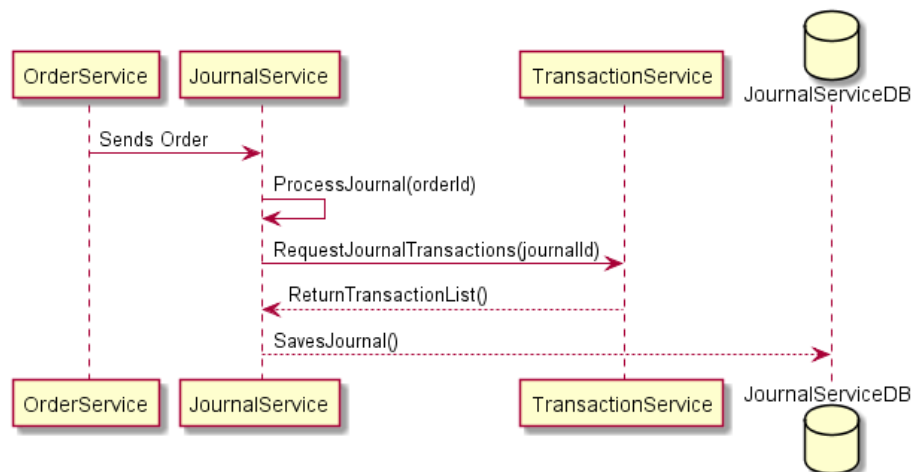 OrderService
JournalService
TransactionService
JournalServiceDB
Sends Order
ProcessJournal(orderId)
RequestJournalTransactions(journalId)
ReturnTransactionList()
SavesJournal()
OrderService
JournalService
TransactionService
JournalServiceDB